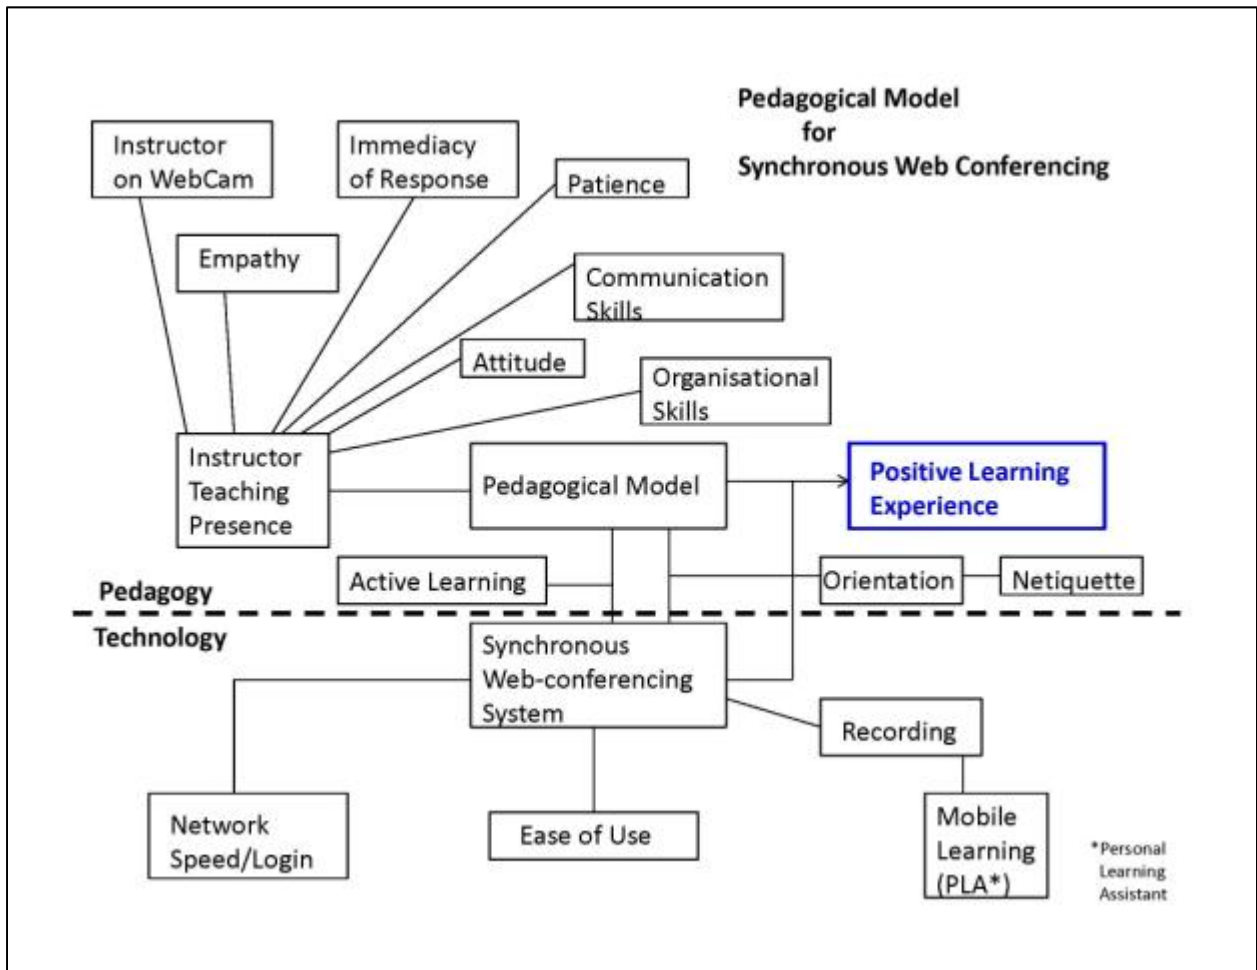 Pedagogical Model
for
Synchronous Web Conferencing
Instructor
on WebCam
Immediacy
of Response
Patience
Empathy
Communication
Skills
Attitude
Organisational
Skills
Instructor
Teaching
Presence
Pedagogical Model
Positive Learning
Experience
Active Learning
Orientation
Netiquette
Pedagogy
Technology
Synchronous
Web-conferencing
System
Recording
Network
Speed/Login
Ease of Use
Mobile
Learning
(PLA*)
*Personal
Learning
Assistant